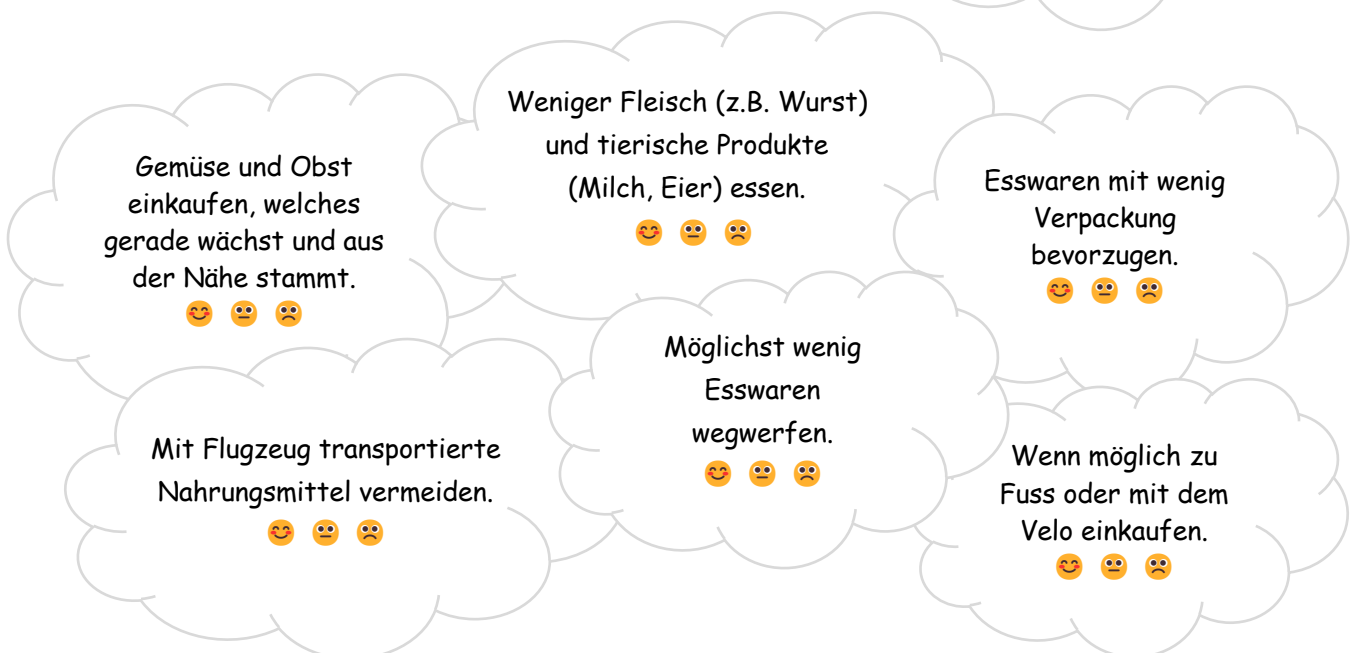 Gemüse und Obst
einkaufen, welches
gerade wächst und aus
der Nähe stammt.
😊 😐 🙁
Weniger Fleisch (z.B. Wurst)
und tierische Produkte
(Milch, Eier) essen.
😊 😐 🙁
Esswaren mit wenig
Verpackung
bevorzugen.
😊 😐 🙁
Mit Flugzeug transportierte
Nahrungsmittel vermeiden.
😊 😐 🙁
Möglichst wenig
Esswaren
wegwerfen.
😊 😐 🙁
Wenn möglich zu
Fuss oder mit dem
Velo einkaufen.
😊 😐 🙁